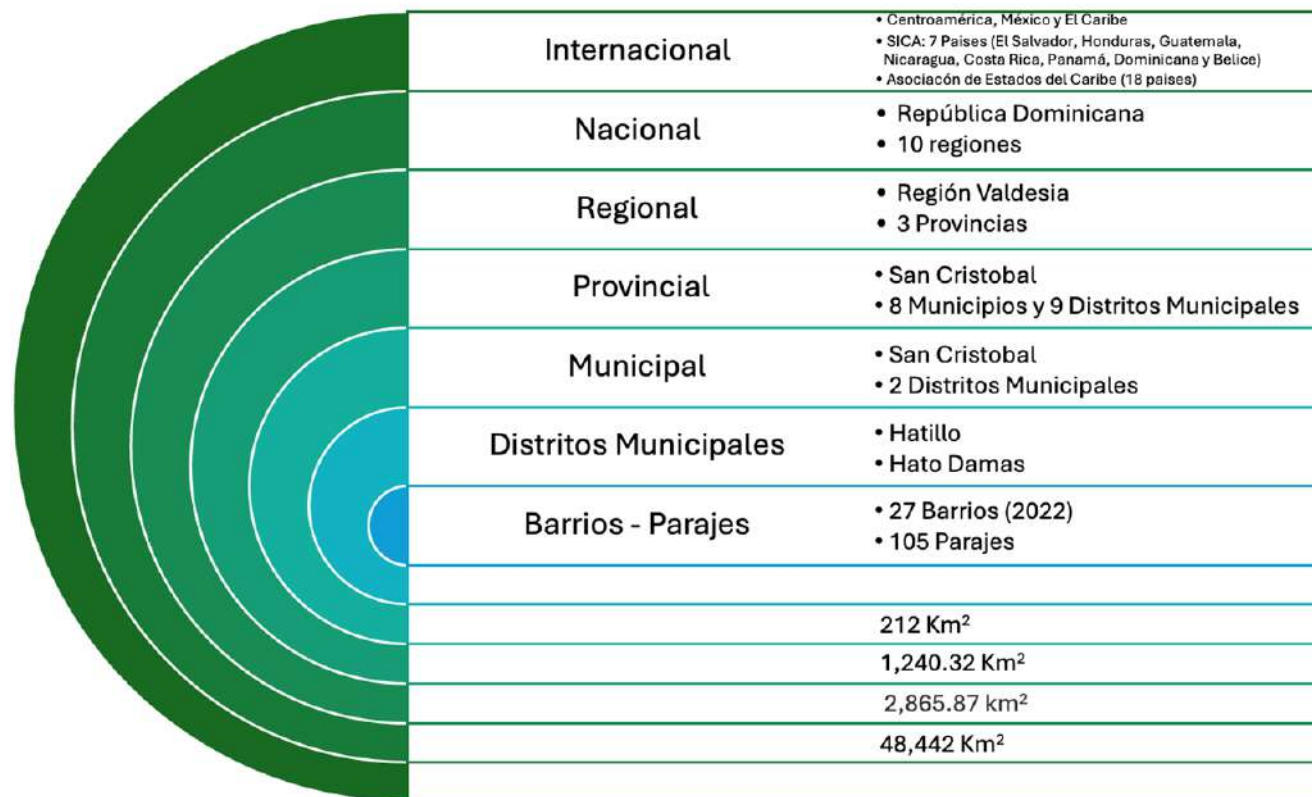 Internacional
• Centroamérica, México y El Caribe
• SICA: 7 Paises (El Salvador, Honduras, Guatemala,
Nicaragua, Costa Rica, Panamá, Dominicana y Belice)
• Asociacón de Estados del Caribe (18 paises)
Nacional
• República Dominicana
• 10 regiones
Regional
• Región Valdesia
• 3 Provincias
Provincial
• San Cristobal
• 8 Municipios y 9 Distritos Municipales
Municipal
• San Cristobal
• 2 Distritos Municipales
Distritos Municipales
• Hatillo
• Hato Damas
Barrios - Parajes
• 27 Barrios (2022)
• 105 Parajes
212 Km²
1,240.32 Km²
2,865.87 km²
48,442 Km²